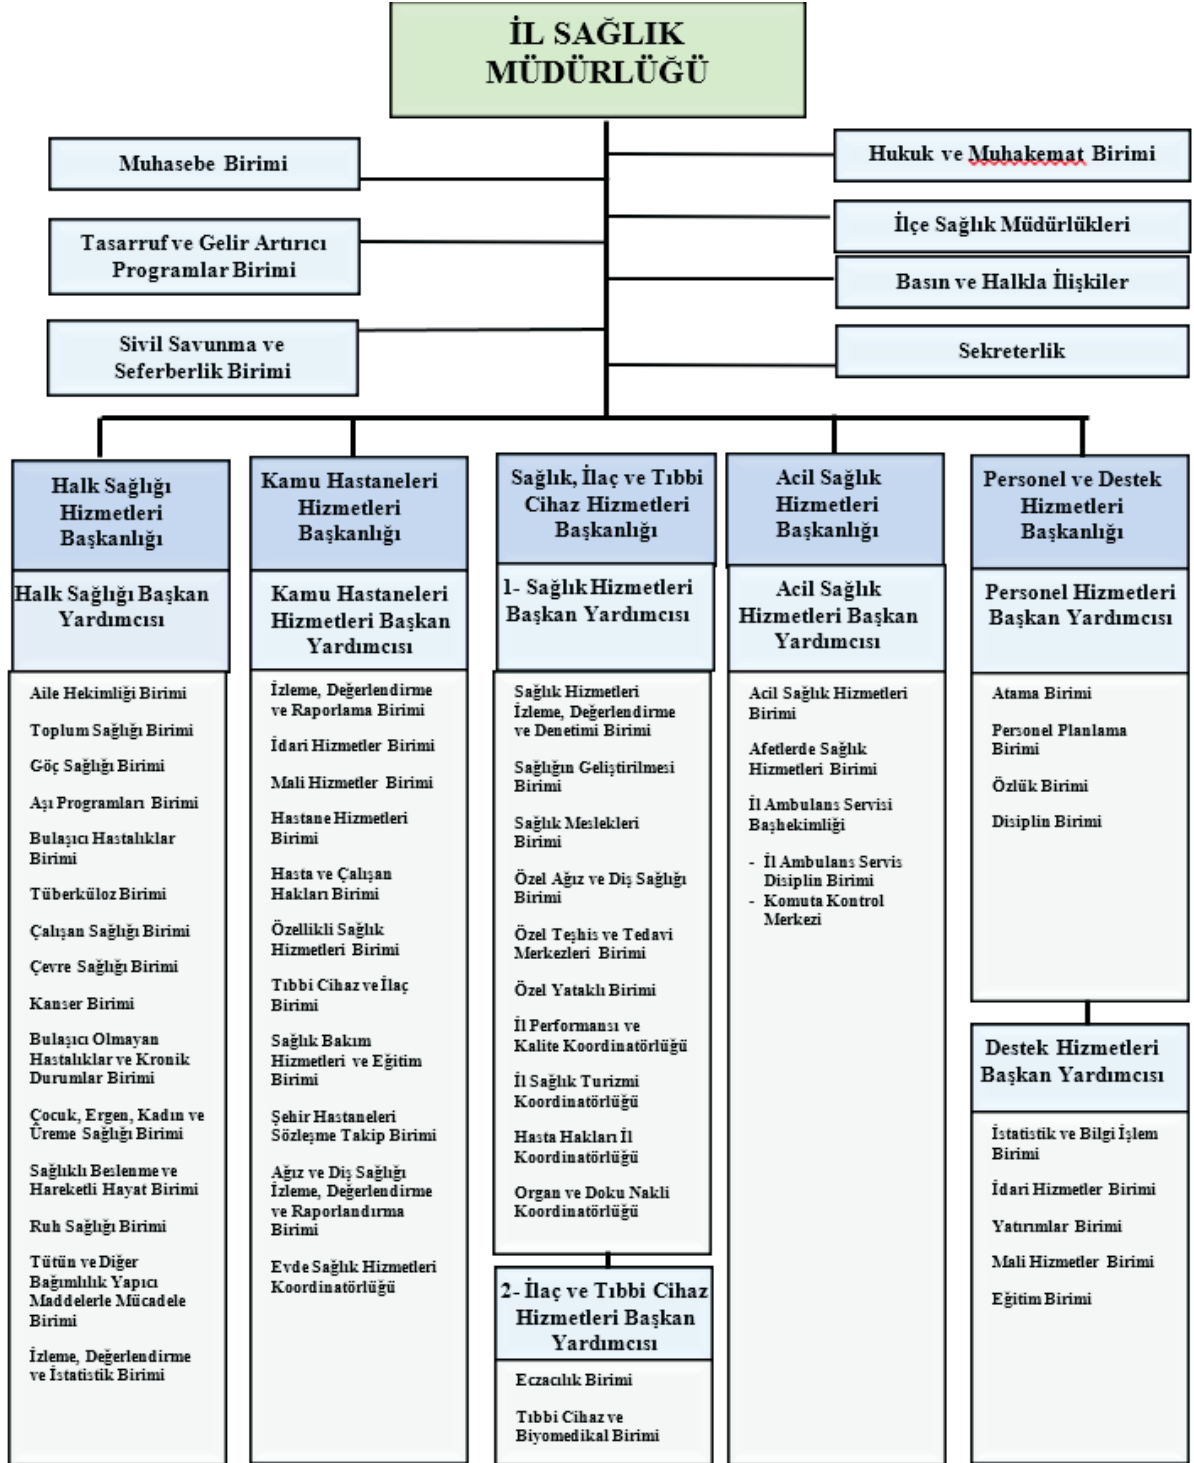 İL SAĞLIK
MÜDÜRLÜĞÜ
Muhasebe Birimi
Tasarruf ve Gelir Artırıcı
Programlar Birimi
Sivil Savunma ve
Seferberlik Birimi
Hukuk ve Muhakemat Birimi
İlçe Sağlık Müdürlükleri
Basın ve Halkla İlişkiler
Sekreterlik
Halk Sağlığı
Hizmetleri
Başkanlığı
Halk Sağlığı Başkan
Yardımcısı
Aile Hekimliği Birimi
Toplum Sağlığı Birimi
Göç Sağlığı Birimi
Aşı Programları Birimi
Bulaşıcı Hastalıklar
Birimi
Tüberküloz Birimi
Çalışan Sağlığı Birimi
Çevre Sağlığı Birimi
Kanser Birimi
Bulaşıcı Olmayan
Hastalıklar ve Kronik
Durumlar Birimi
Çocuk, Ergen, Kadın ve
Üreme Sağlığı Birimi
Sağlıklı Beslenme ve
Hareketli Hayat Birimi
Ruh Sağlığı Birimi
Tütün ve Diğer
Bağımlılık Yapıcı
Maddelerle Mücadele
Birimi
İzleme, Değerlendirme
ve İstatistik Birimi
Kamu Hastaneleri
Hizmetleri
Başkanlığı
Kamu Hastaneleri
Hizmetleri Başkan
Yardımcısı
İzleme, Değerlendirme
ve Raporlama Birimi
İdari Hizmetler Birimi
Mali Hizmetler Birimi
Hastane Hizmetleri
Birimi
Hasta ve Çalışan
Hakları Birimi
Özellikli Sağlık
Hizmetleri Birimi
Tıbbi Cihaz ve İlaç
Birimi
Sağlık Bakım
Hizmetleri ve Eğitim
Birimi
Şehir Hastaneleri
Sözleşme Takip Birimi
Ağız ve Diş Sağlığı
İzleme, Değerlendirme
ve Raporlandırma
Birimi
Evde Sağlık Hizmetleri
Koordinatörlüğü
Sağlık, İlaç ve Tıbbi
Cihaz Hizmetleri
Başkanlığı
1- Sağlık Hizmetleri
Başkan Yardımcısı
Sağlık Hizmetleri
İzleme, Değerlendirme
ve Denetimi Birimi
Sağlığın Geliştirilmesi
Birimi
Sağlık Meslekleri
Birimi
Özel Ağız ve Diş Sağlığı
Birimi
Özel Teşhis ve Tedavi
Merkezleri Birimi
Özel Yataklı Birimi
İl Performansı ve
Kalite Koordinatörlüğü
İl Sağlık Turizmi
Koordinatörlüğü
Hasta Hakları İl
Koordinatörlüğü
Organ ve Doku Nakli
Koordinatörlüğü
2- İlaç ve Tıbbi Cihaz
Hizmetleri Başkan
Yardımcısı
Eczacılık Birimi
Tıbbi Cihaz ve
Biyomedikal Birimi
Acil Sağlık
Hizmetleri
Başkanlığı
Acil Sağlık
Hizmetleri Başkan
Yardımcısı
Acil Sağlık Hizmetleri
Birimi
Afetlerde Sağlık
Hizmetleri Birimi
İl Ambulans Servisi
Başhekimliği
- İl Ambulans Servis
Disiplin Birimi
- Komuta Kontrol
Merkezi
Personel ve Destek
Hizmetleri
Başkanlığı
Personel Hizmetleri
Başkan Yardımcısı
Atama Birimi
Personel Planlama
Birimi
Özlük Birimi
Disiplin Birimi
Destek Hizmetleri
Başkan Yardımcısı
İstatistik ve Bilgi İşlem
Birimi
İdari Hizmetler Birimi
Yatırımlar Birimi
Mali Hizmetler Birimi
Eğitim Birimi